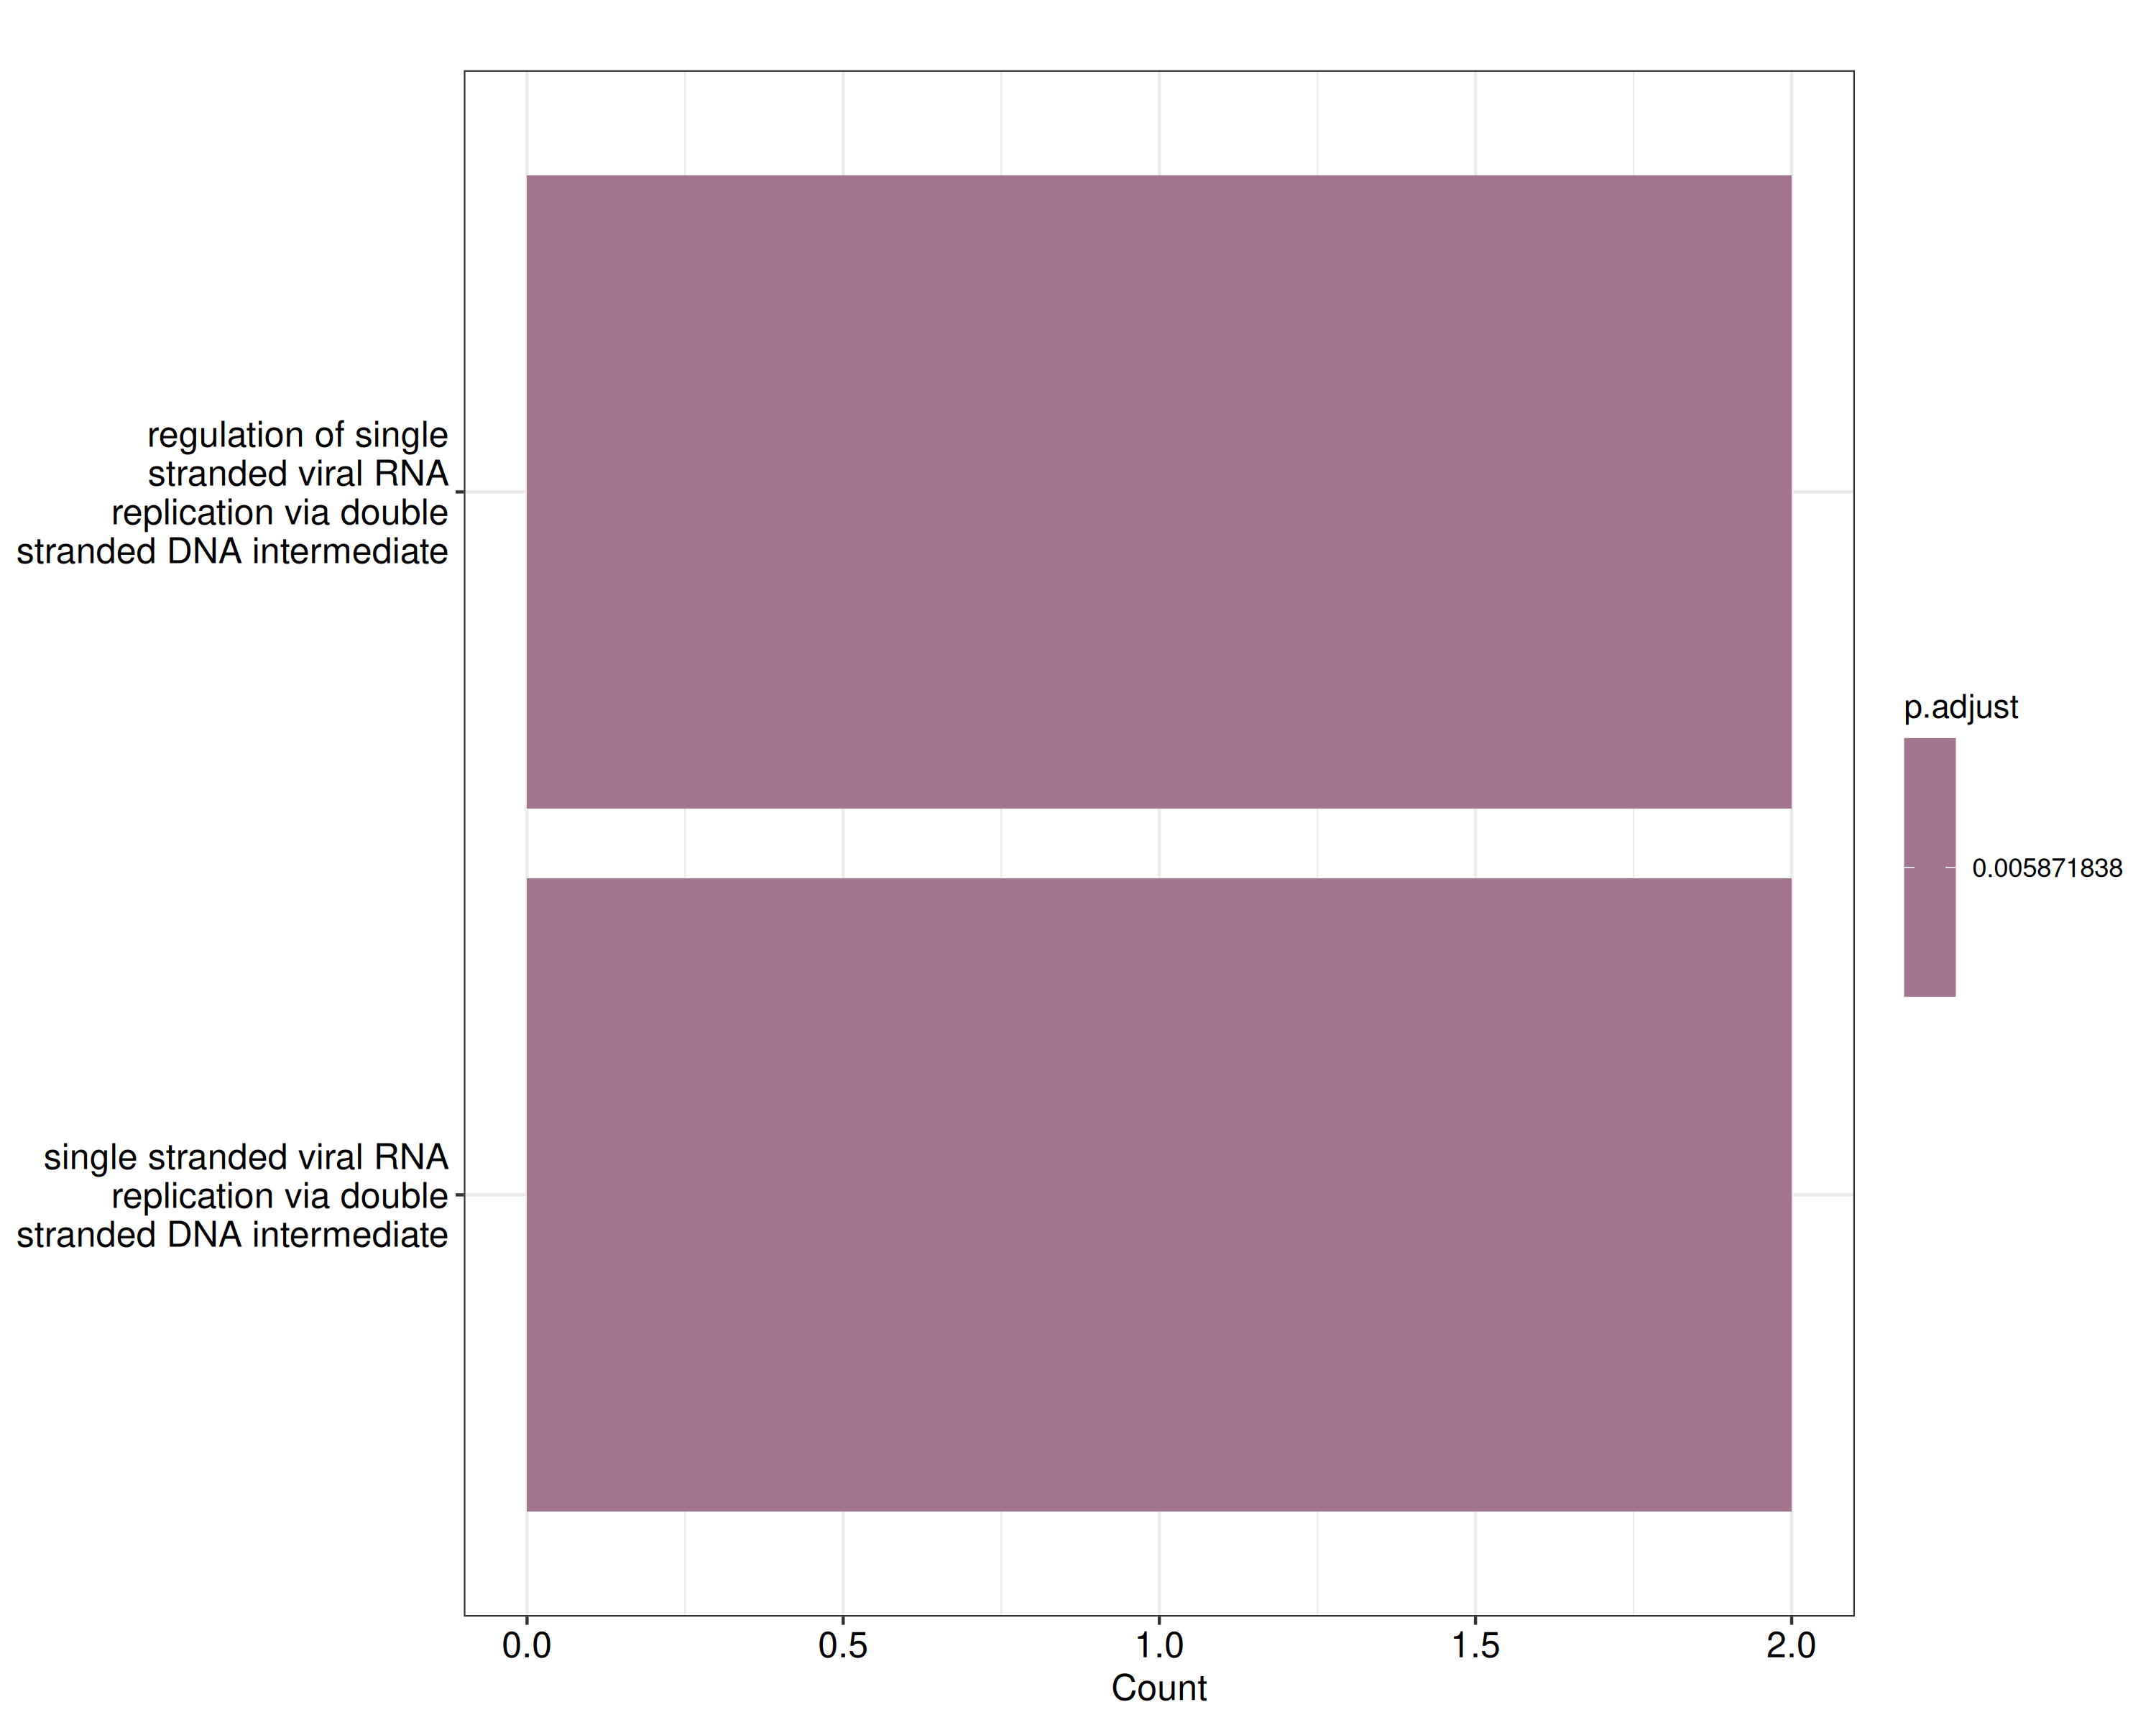 regulation of single
stranded viral RNA
replication via double
stranded DNA intermediate
single stranded viral RNA
replication via double
stranded DNA intermediate
0.0 0.5 1.0 1.5 2.0
Count
p.adjust
0.005871838